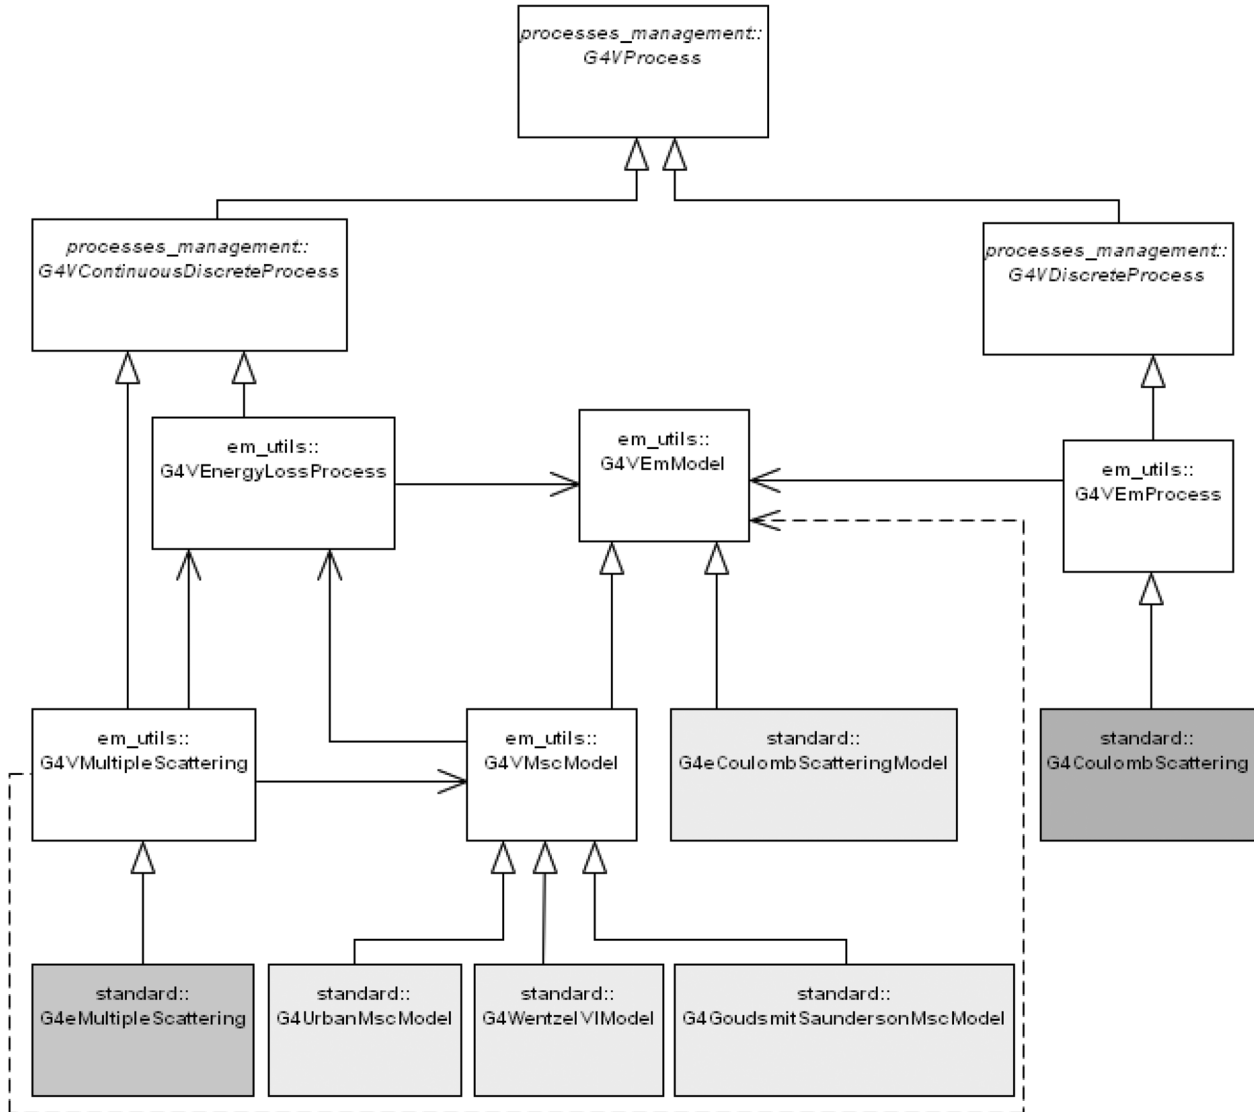 processes_management::
G4VProcess
processes_management::
G4VContinuousDiscreteProcess
processes_management::
G4VDiscreteProcess
em_utils::
G4VEnergyLossProcess
em_utils::
G4VEmModel
em_utils::
G4VEmProcess
em_utils::
G4VMultipleScattering
em_utils::
G4VMscModel
standard::
G4eCoulombScatteringModel
standard::
G4CoulombScattering
standard::
G4eMultipleScattering
standard::
G4UrbanMscModel
standard::
G4WentzelVIModel
standard::
G4GoudsmitSaundersonMscModel